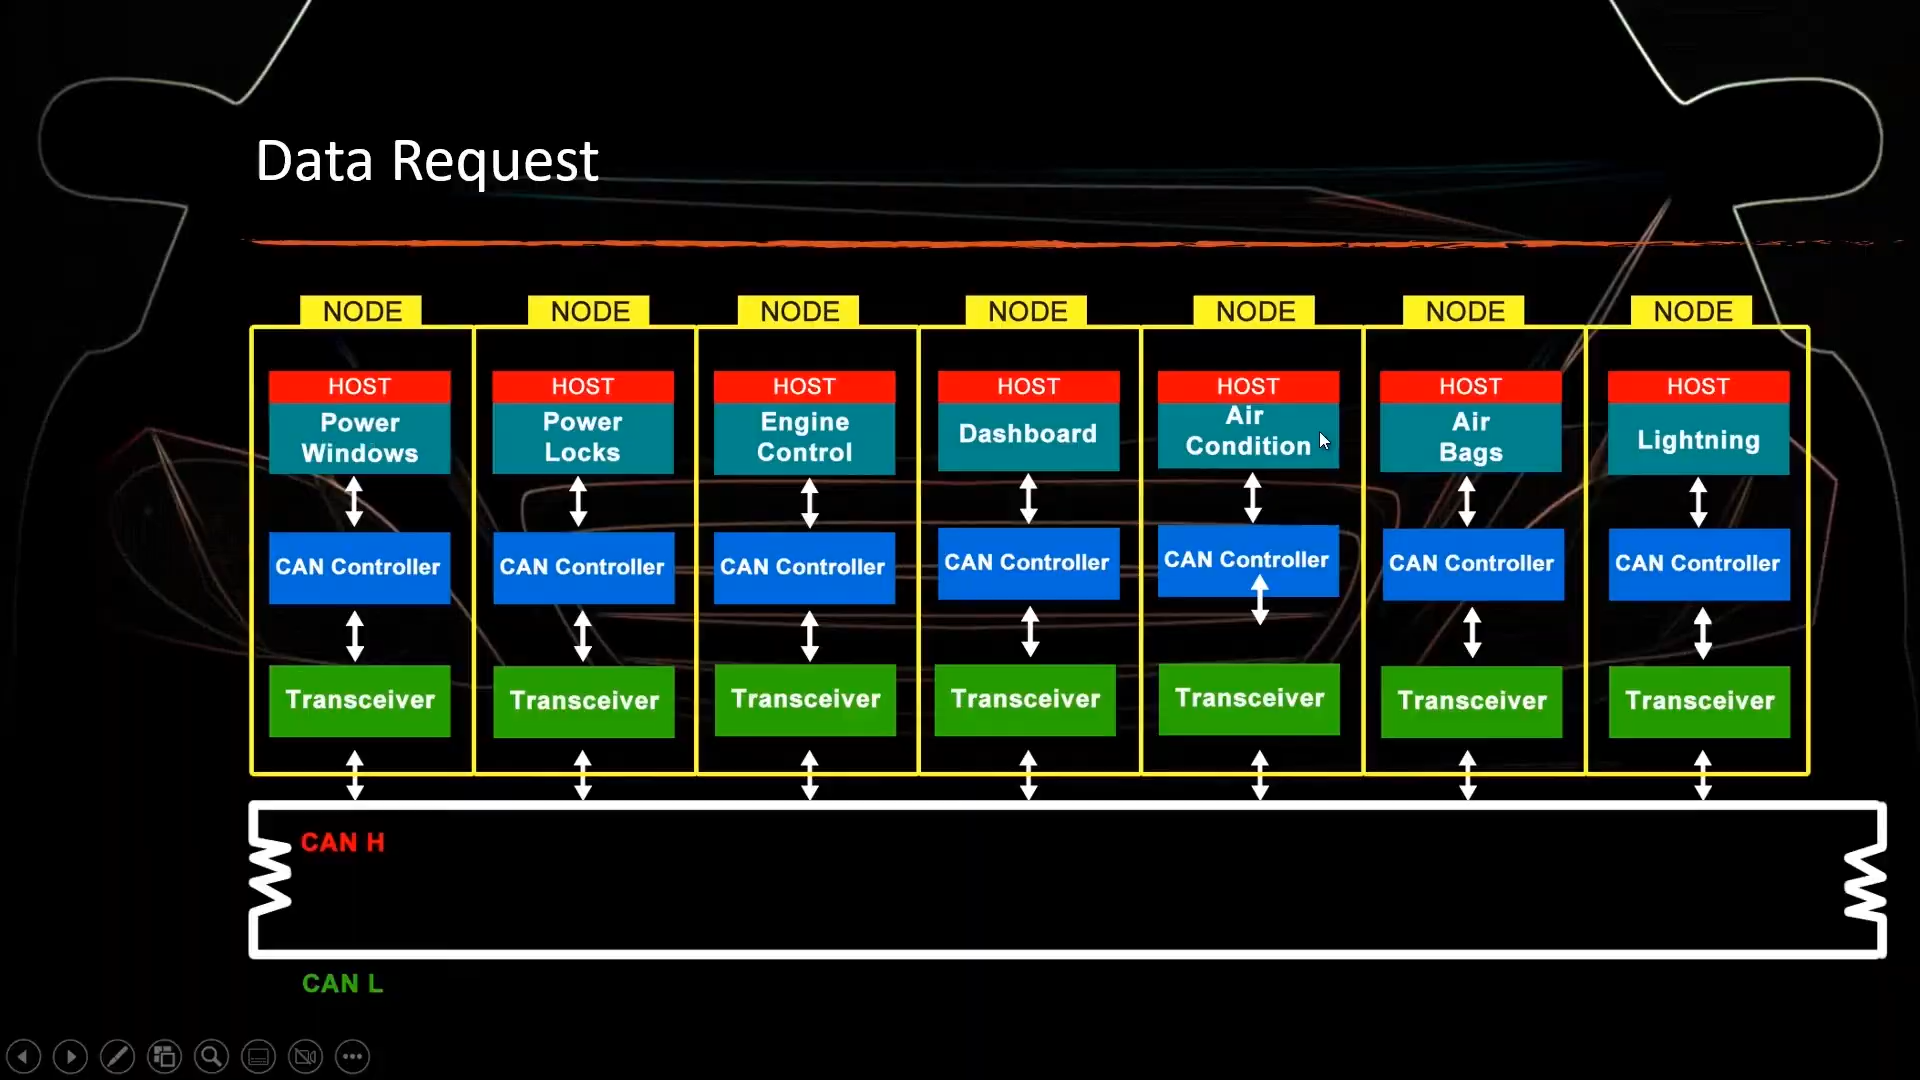 Data Request
NODE NODE NODE NODE NODE NODE NODE
HOST HOST HOST HOST HOST HOST HOST
Power
Windows
Power
Locks
Engine
Control
Dashboard
Air
Condition
Air
Bags
Lightning
CAN Controller CAN Controller CAN Controller CAN Controller CAN Controller CAN Controller CAN Controller
Transceiver Transceiver Transceiver Transceiver Transceiver Transceiver Transceiver
CAN H
CAN L